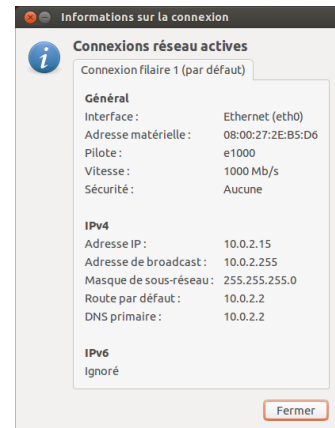 Informations sur la connexion
Connexions réseau actives
Connexion filaire 1 (par défaut)
Général
Interface : Ethernet (eth0)
Adresse matérielle : 08:00:27:2E:B5:D6
Pilote : e1000
Vitesse : 1000 Mb/s
Sécurité : Aucune
IPv4
Adresse IP : 10.0.2.15
Adresse de broadcast : 10.0.2.255
Masque de sous-réseau : 255.255.255.0
Route par défaut : 10.0.2.2
DNS primaire : 10.0.2.2
IPv6
Ignoré
Fermer